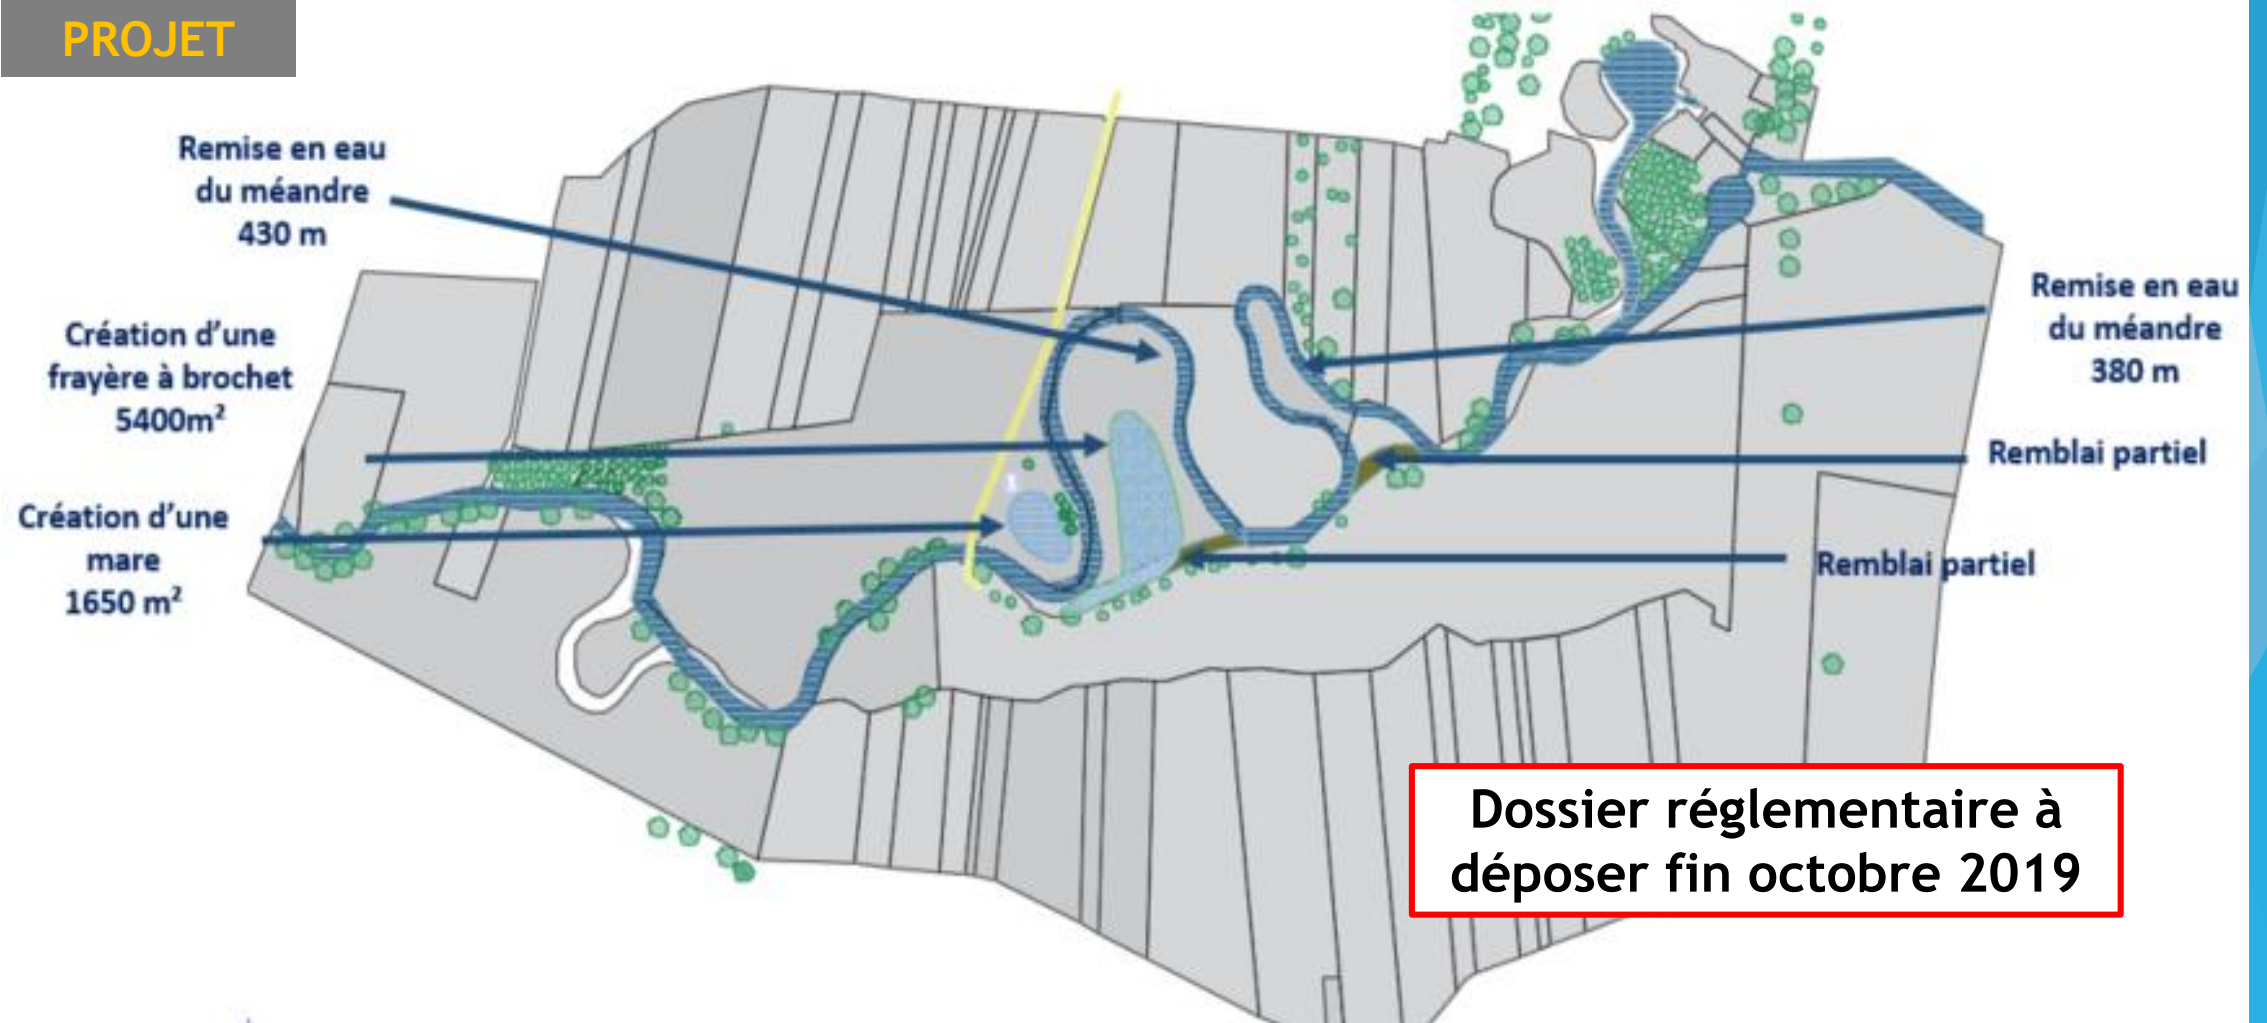 PROJET
Remise en eau
du méandre
430 m
Création d'une
frayère à brochet
5400m²
Création d'une
mare
1650 m²
Remise en eau
du méandre
380 m
Remblai partiel
Remblai partiel
Dossier réglementaire à
déposer fin octobre 2019